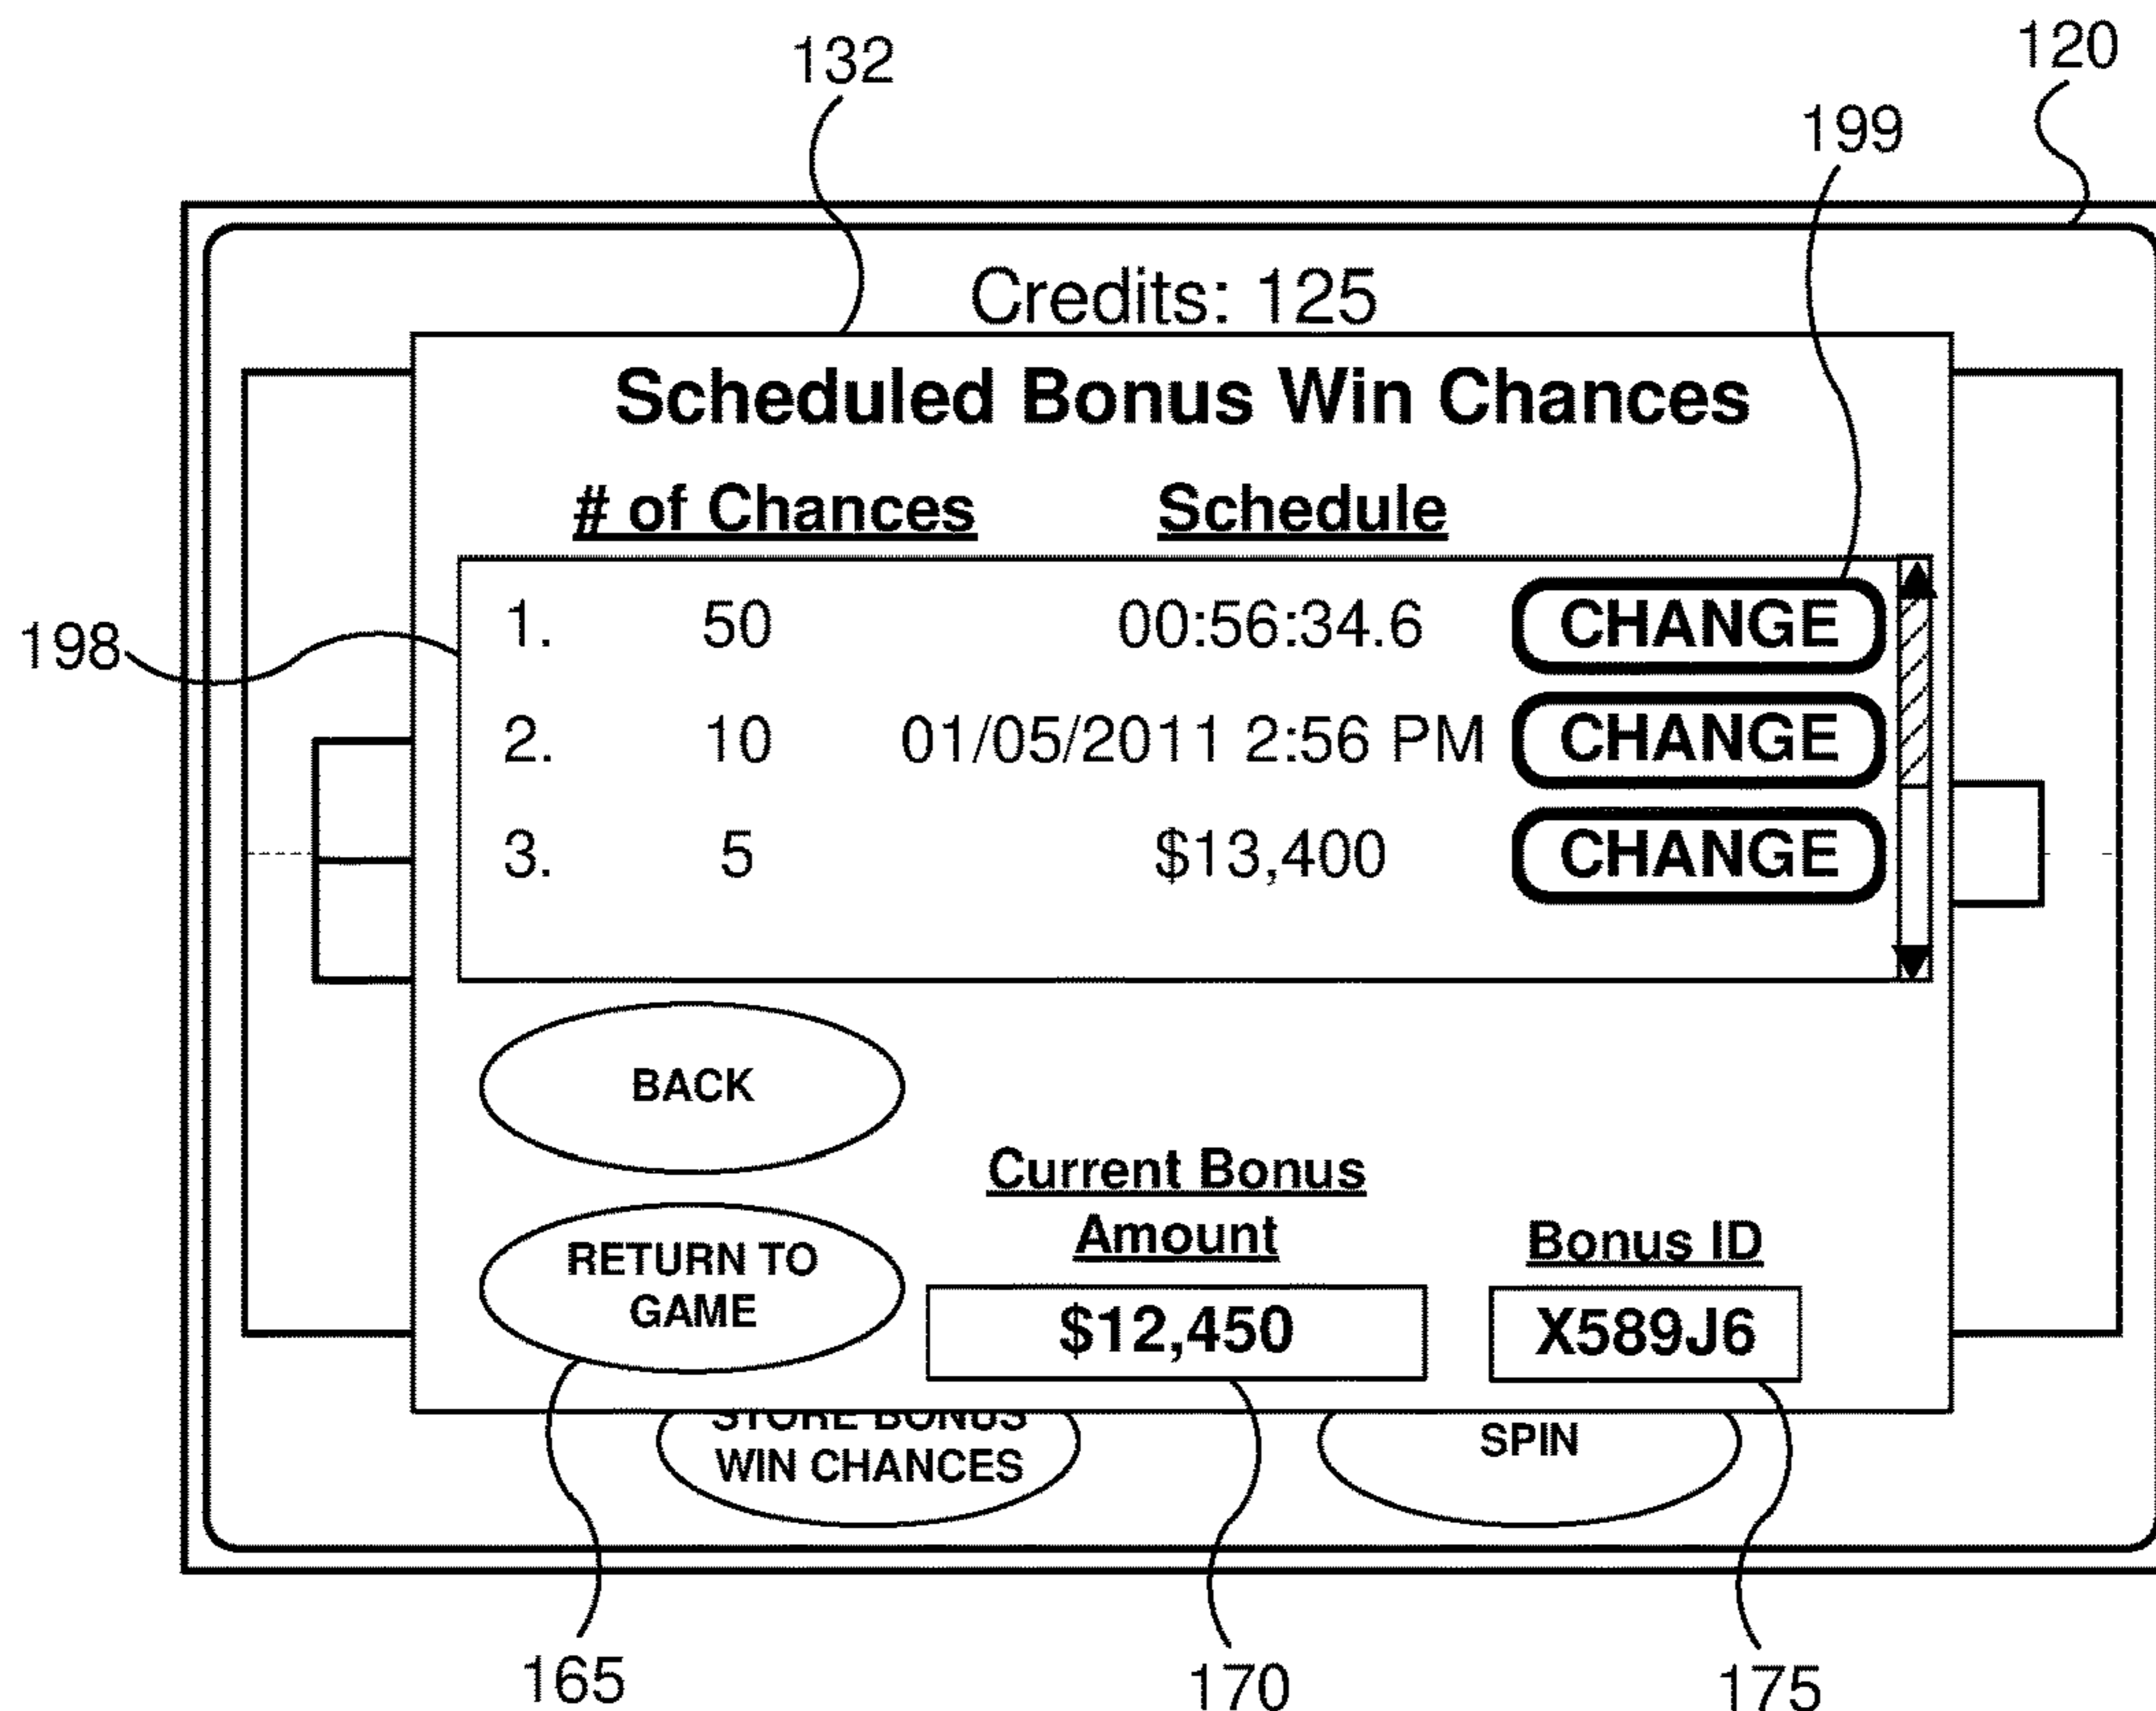 132
120
199
Credits: 125
Scheduled Bonus Win Chances
# of Chances Schedule
1. 50 00:56:34.6 CHANGE
198
2. 10 01/05/2011 2:56 PM CHANGE
3. 5 $13,400 CHANGE
BACK
Current Bonus
Amount
Bonus ID
RETURN TO
GAME
$12,450
X589J6
STORE BONUS
WIN CHANCES
SPIN
165
170
175